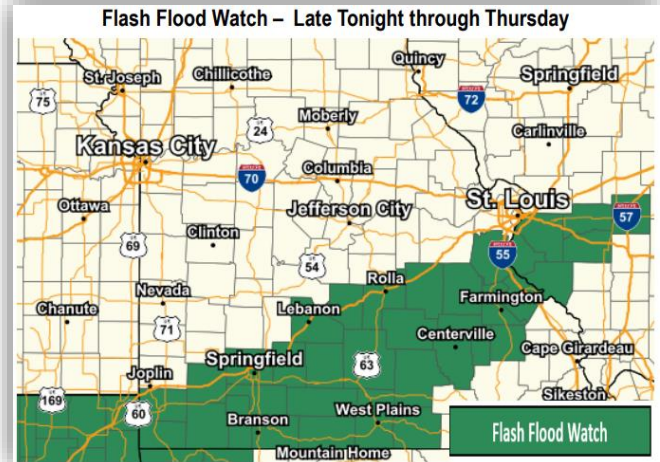 Flash Flood Watch – Late Tonight through Thursday
Quincy
St. Joseph
Chillicothe
Springfield
75
72
Moberly
24
Carlinville
Kansas City
70
Columbia
St. Louis
Ottawa
Jefferson City
57
69
Clinton
55
54
Rolla
Nevada
Farmington
Chanute
Lebanon
71
Centerville
Springfield
63
Cape Girardeau
Joplin
169
60
Sikeston
West Plains
Branson
Flash Flood Watch
Mountain Home